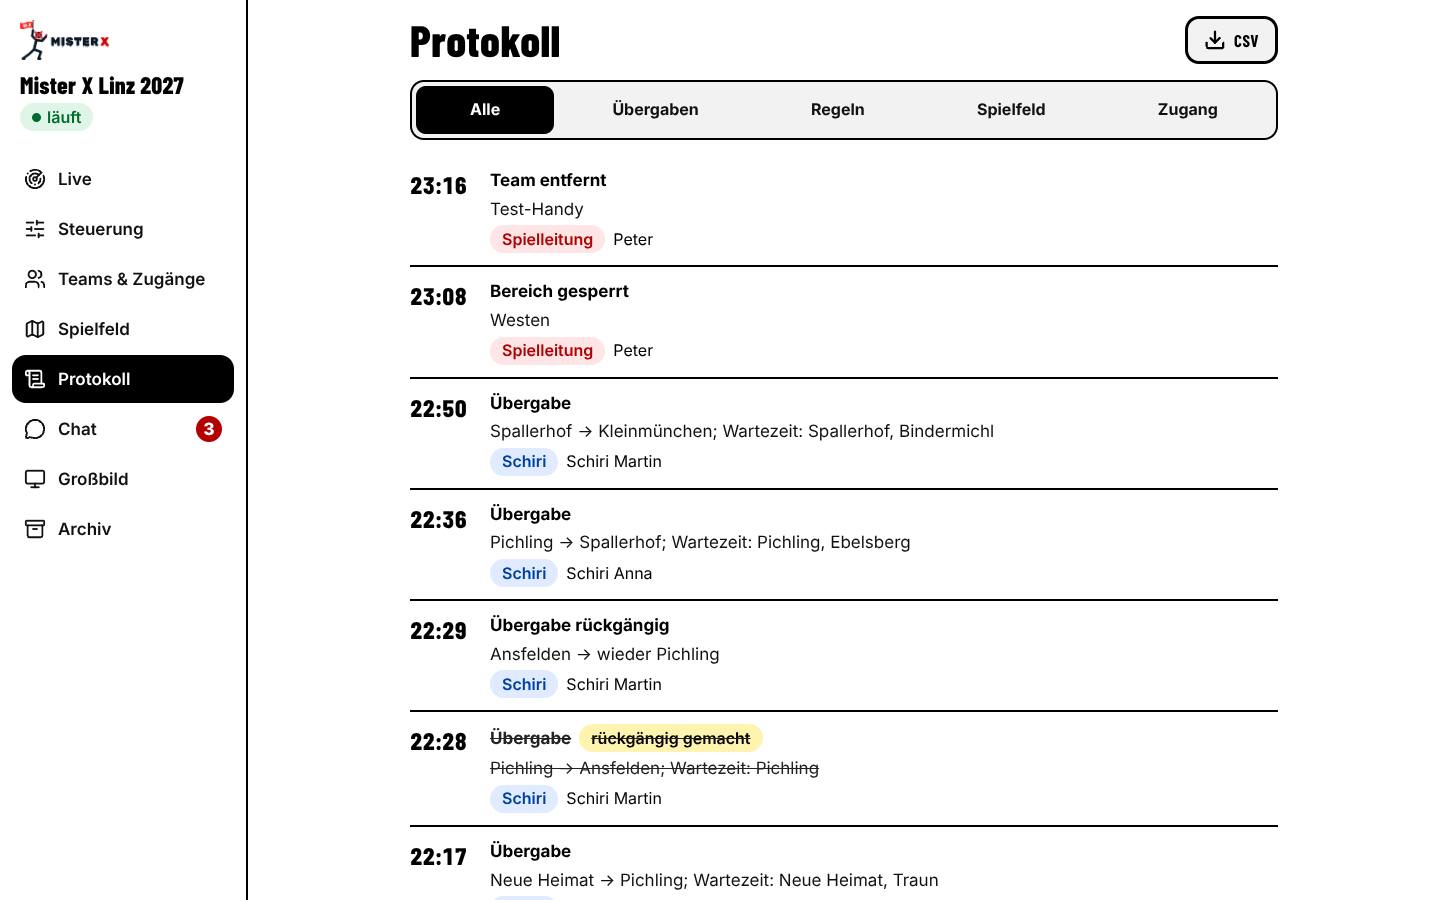 MISTER X
Mister X Linz 2027
läuft
Live
Steuerung
Teams & Zugänge
Spielfeld
Protokoll
Chat 3
Großbild
Archiv
Protokoll
CSV
Alle Übergaben Regeln Spielfeld Zugang
23:16 Team entfernt
Test-Handy
Spielleitung Peter
23:08 Bereich gesperrt
Westen
Spielleitung Peter
22:50 Übergabe
Spallerhof → Kleinmünchen; Wartezeit: Spallerhof, Bindermichl
Schiri Schiri Martin
22:36 Übergabe
Pichling → Spallerhof; Wartezeit: Pichling, Ebelsberg
Schiri Schiri Anna
22:29 Übergabe rückgängig
Ansfelden → wieder Pichling
Schiri Schiri Martin
22:28 Übergabe rückgängig gemacht
Pichling → Ansfelden; Wartezeit: Pichling
Schiri Schiri Martin
22:17 Übergabe
Neue Heimat → Pichling; Wartezeit: Neue Heimat, Traun